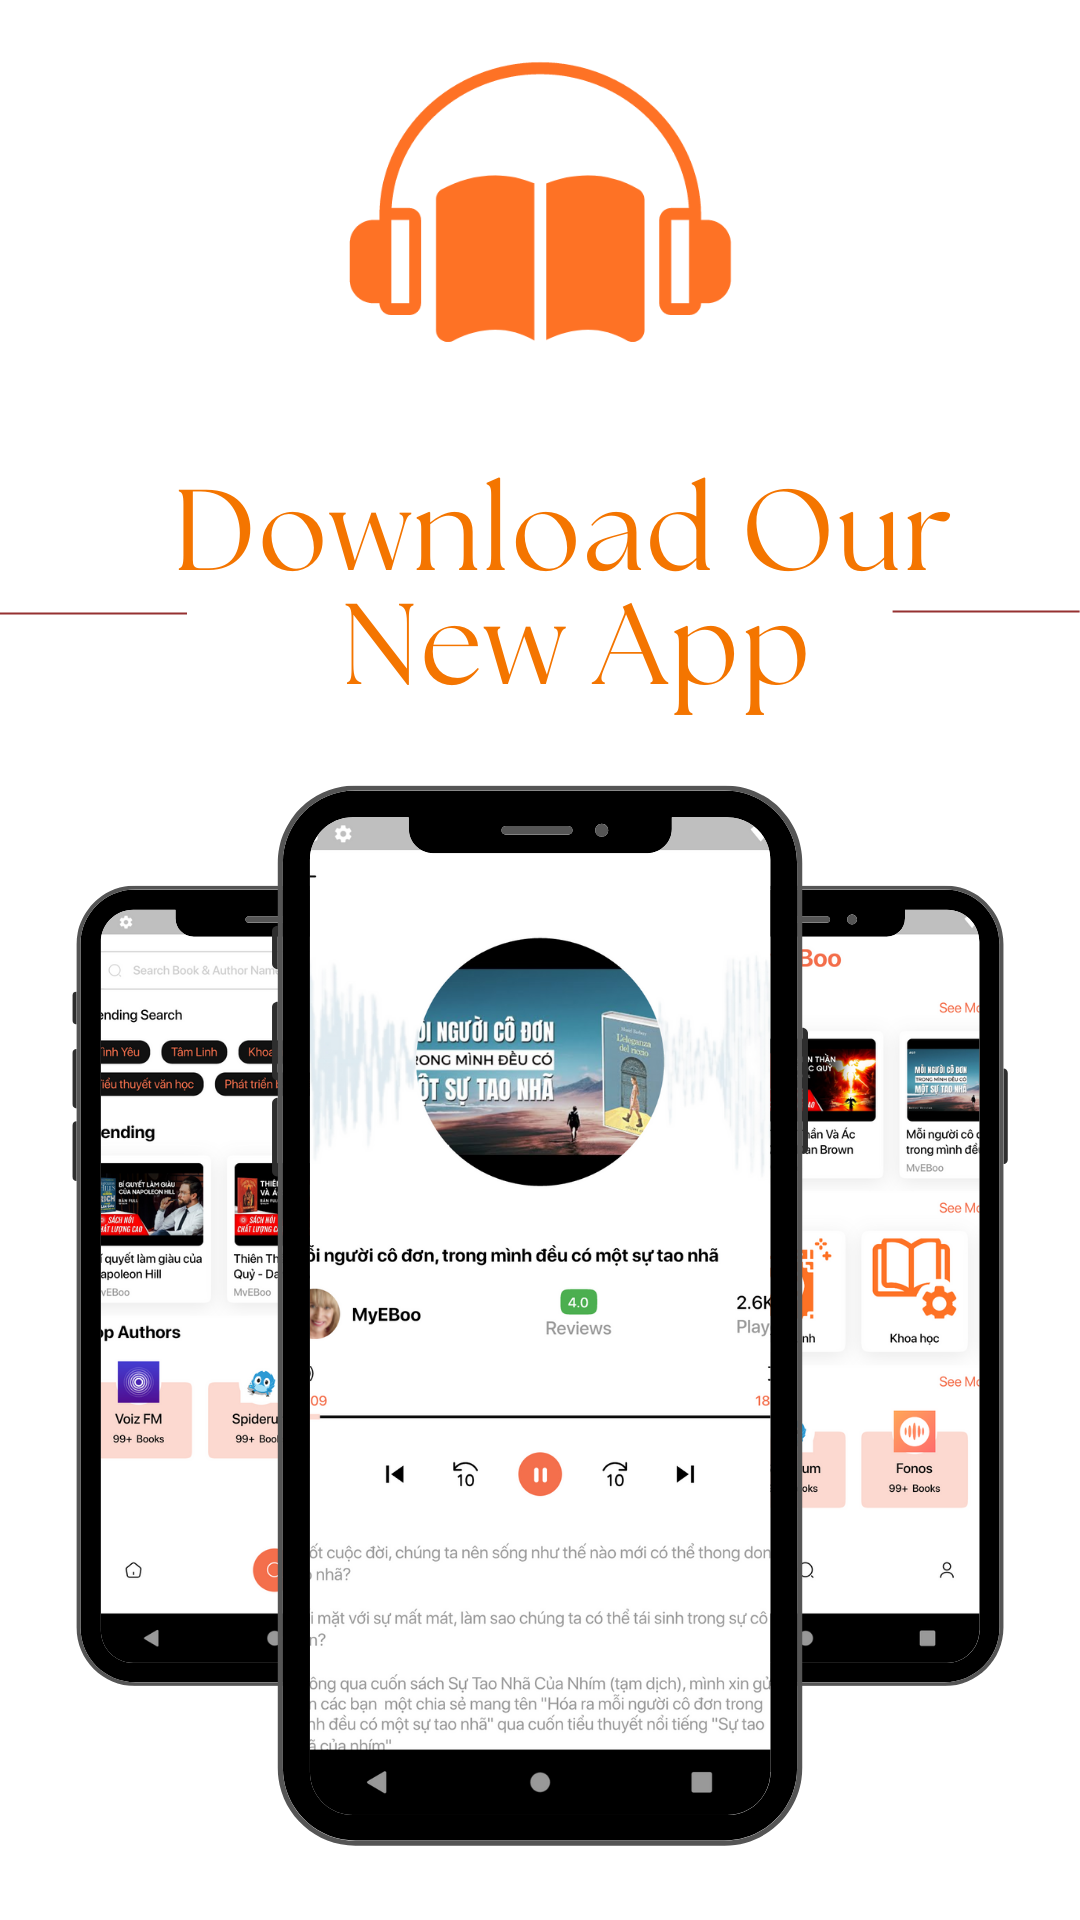 Download Our
New App
Search Book & Author Nam
ending Search
ình Yêu
Tâm Linh
Khoa
iểu thuyết văn học
Phát triển b
ending
BÍ QUYẾT LÀM GIÀU
CỦA NAPOLEON HILL
SÁCH NÓI
CHẤT LƯỢNG CAO
THIÊ
VÀ Á
BẢN FULL
SÁCH NÓI
CHẤT LƯỢNG CAO
í quyết làm giàu của
apoleon Hill
yEBoo
Thiên Th
Quỷ - Da
MyEBoo
op Authors
Voiz FM
99+ Books
Spideru
99+ Boo
ỖI NGƯỜI CÔ ĐƠN
RONG MÌNH ĐỀU CÓ
ỘT SỰ TAO NHÃ
L'eleganza
del riccio
ỗi người cô đơn, trong mình đều có một sự tao nhã
MyEBoo
4.0
Reviews
2.6K
Play
09
18
10
10
ốt cuộc đời, chúng ta nên sống như thế nào mới có thể thong don
o nhã?
i mặt với sự mất mát, làm sao chúng ta có thể tái sinh trong sự cô
n?
ông qua cuốn sách Sự Tao Nhã Của Nhím (tạm dịch), mình xin gử
n các bạn một chia sẻ mang tên "Hóa ra mỗi người cô đơn trong
nh đều có một sự tao nhã" qua cuốn tiểu thuyết nổi tiếng "Sự tao
ã của nhím"
Boo
See Mo
N THẦN
C QUỶ
AO
MỖI NGƯỜI CÔ ĐƠN
TRONG MÌNH ĐỀU CÓ
MỘT SỰ TAO NHÃ
hần Và Ác
an Brown
Mỗi người cô đ
trong mình đề
MyEBoo
See Mo
nh
Khoa học
See Mo
um
oks
Fonos
99+ Books